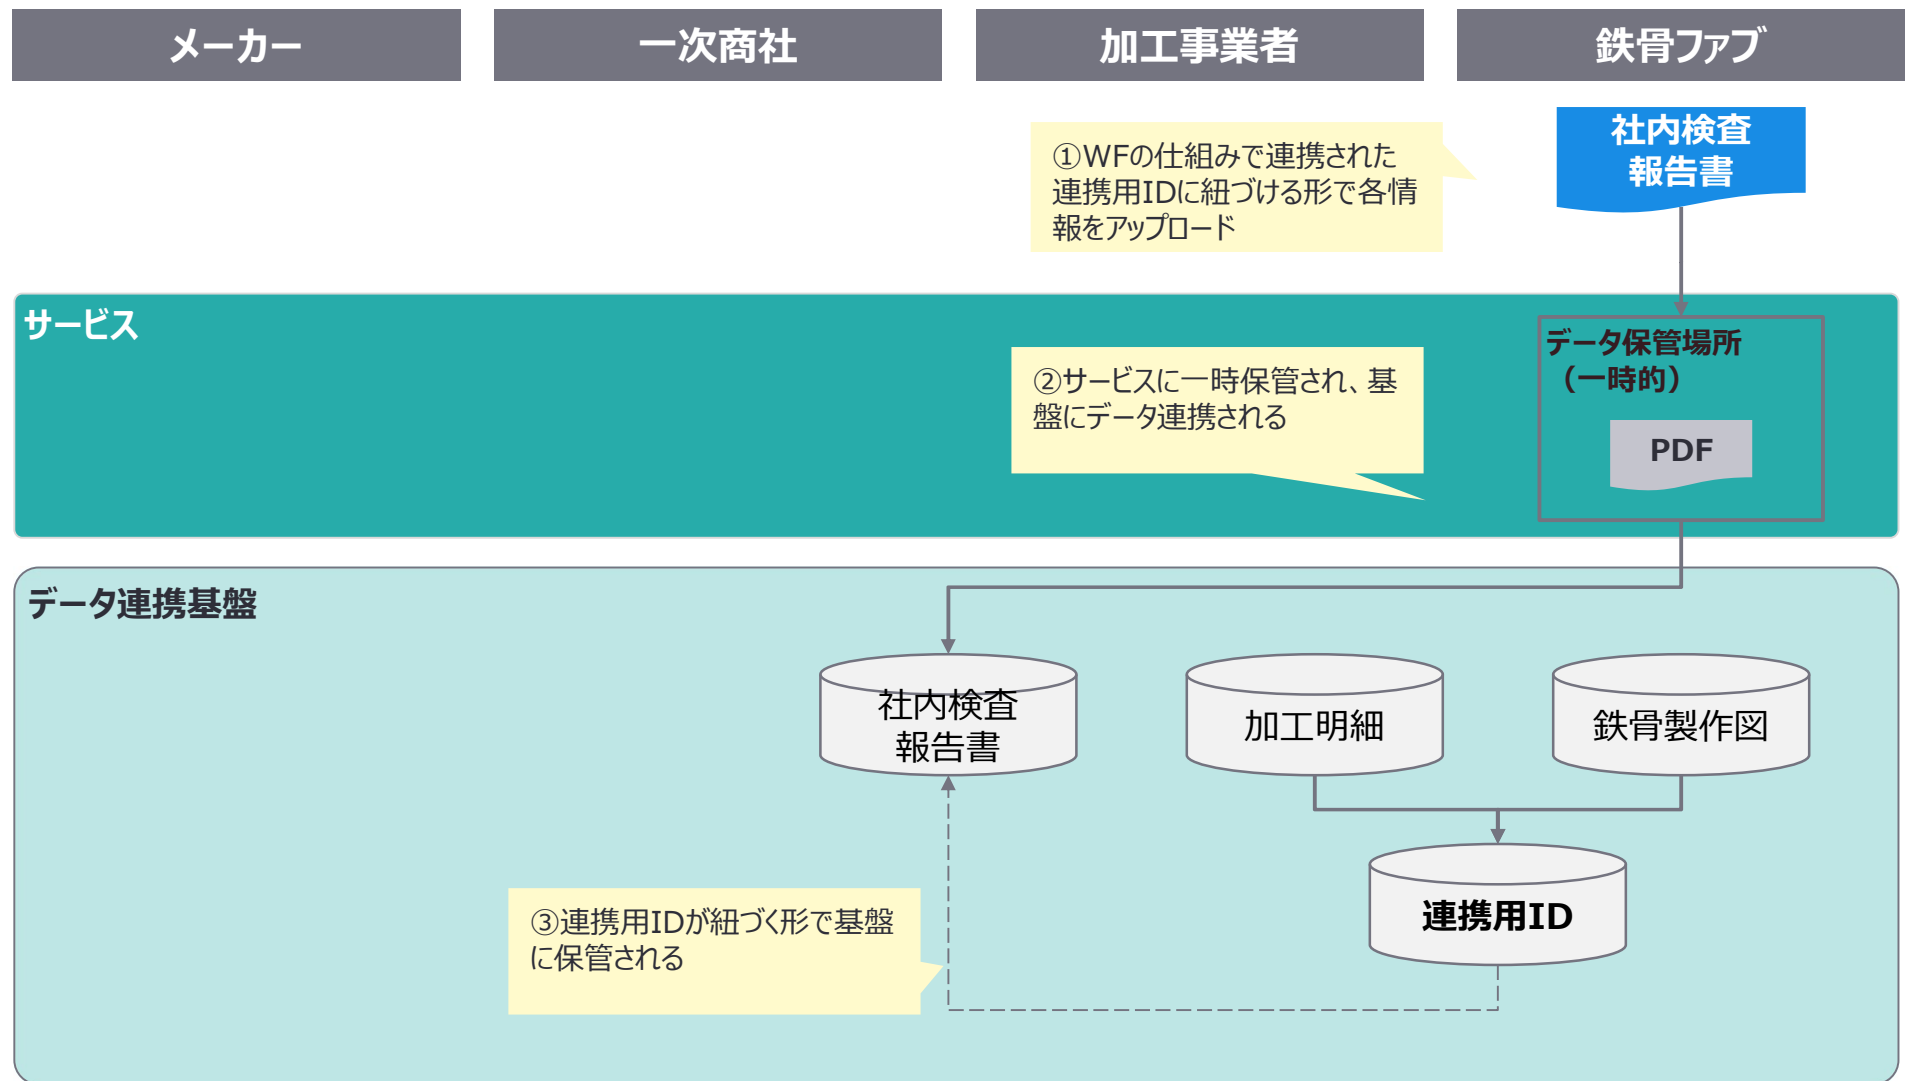 メーカー
一次商社
加工事業者
鉄骨ファブ
社内検査
報告書
①WFの仕組みで連携された
連携用IDに紐づける形で各情
報をアップロード
サービス
データ保管場所
（一時的）
PDF
②サービスに一時保管され、基
盤にデータ連携される
データ連携基盤
社内検査
報告書
加工明細
鉄骨製作図
連携用ID
③連携用IDが紐づく形で基盤
に保管される